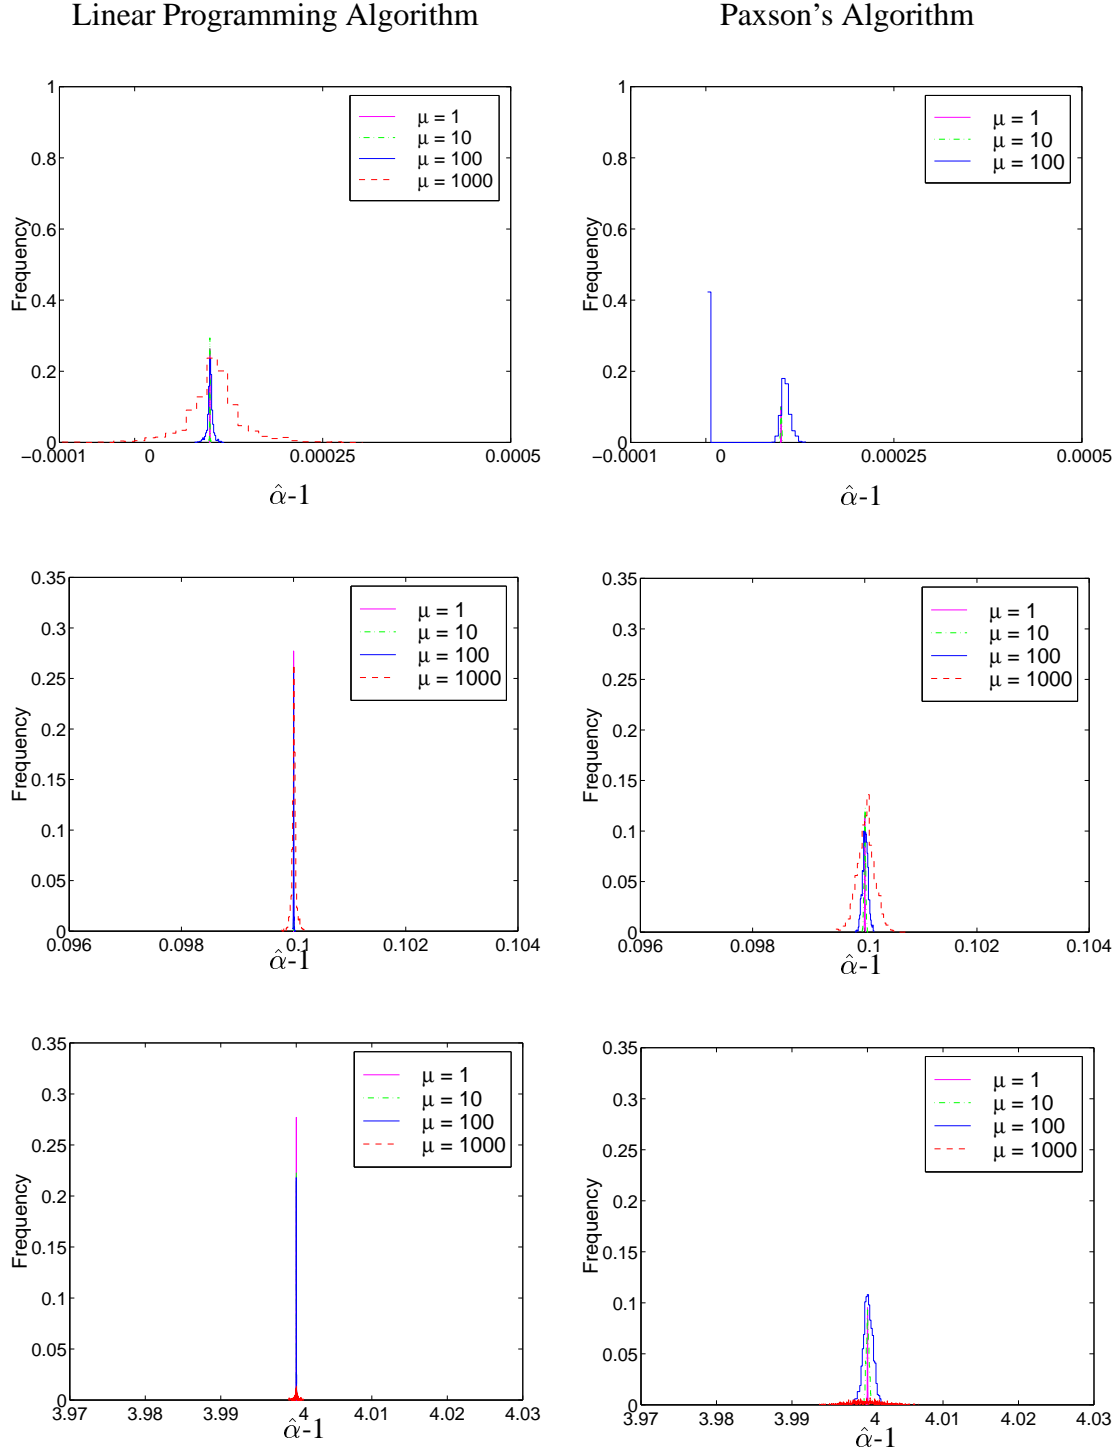 Linear Programming Algorithm
Paxson's Algorithm
1
0.8
0.6
0.4
0.2
0
Frequency
μ = 1
μ = 10
μ = 100
μ = 1000
−0.0001 0 0.00025 0.0005
α̂-1
1
0.8
0.6
0.4
0.2
0
Frequency
μ = 1
μ = 10
μ = 100
−0.0001 0 0.00025 0.0005
α̂-1
0.35
0.3
0.25
0.2
0.15
0.1
0.05
0
Frequency
μ = 1
μ = 10
μ = 100
μ = 1000
0.096 0.098 0.1 0.102 0.104
α̂-1
0.35
0.3
0.25
0.2
0.15
0.1
0.05
0
Frequency
μ = 1
μ = 10
μ = 100
μ = 1000
0.096 0.098 0.1 0.102 0.104
α̂-1
0.35
0.3
0.25
0.2
0.15
0.1
0.05
0
Frequency
μ = 1
μ = 10
μ = 100
μ = 1000
3.97 3.98 3.99 4 4.01 4.02 4.03
α̂-1
0.35
0.3
0.25
0.2
0.15
0.1
0.05
0
Frequency
μ = 1
μ = 10
μ = 100
μ = 1000
3.97 3.98 3.99 4 4.01 4.02 4.03
α̂-1